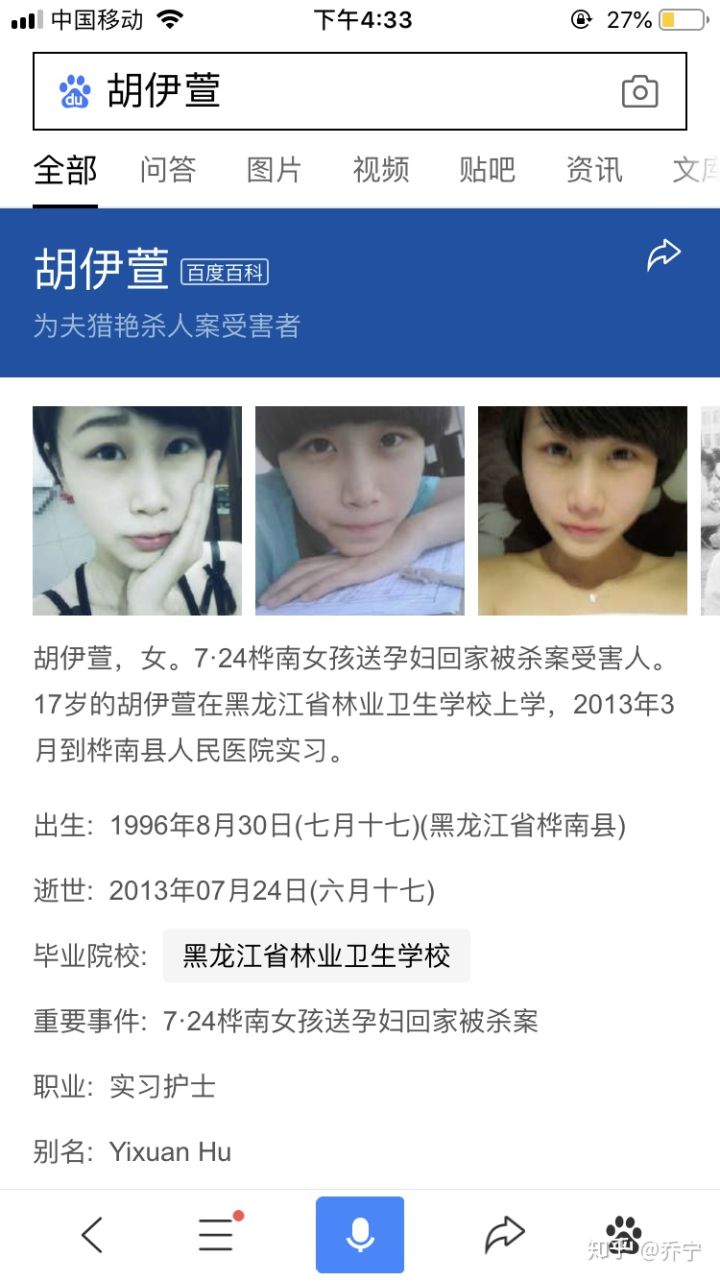 中国移动 下午4:33 27%
du 胡伊萱
全部 问答 图片 视频 贴吧 资讯 文库
胡伊萱 百度百科
为夫猎艳杀人案受害者
胡伊萱，女。7·24桦南女孩送孕妇回家被杀案受害人。
17岁的胡伊萱在黑龙江省林业卫生学校上学，2013年3
月到桦南县人民医院实习。
出生: 1996年8月30日(七月十七)(黑龙江省桦南县)
逝世: 2013年07月24日(六月十七)
毕业院校: 黑龙江省林业卫生学校
重要事件: 7·24桦南女孩送孕妇回家被杀案
职业: 实习护士
别名: Yixuan Hu
知乎 @乔宁